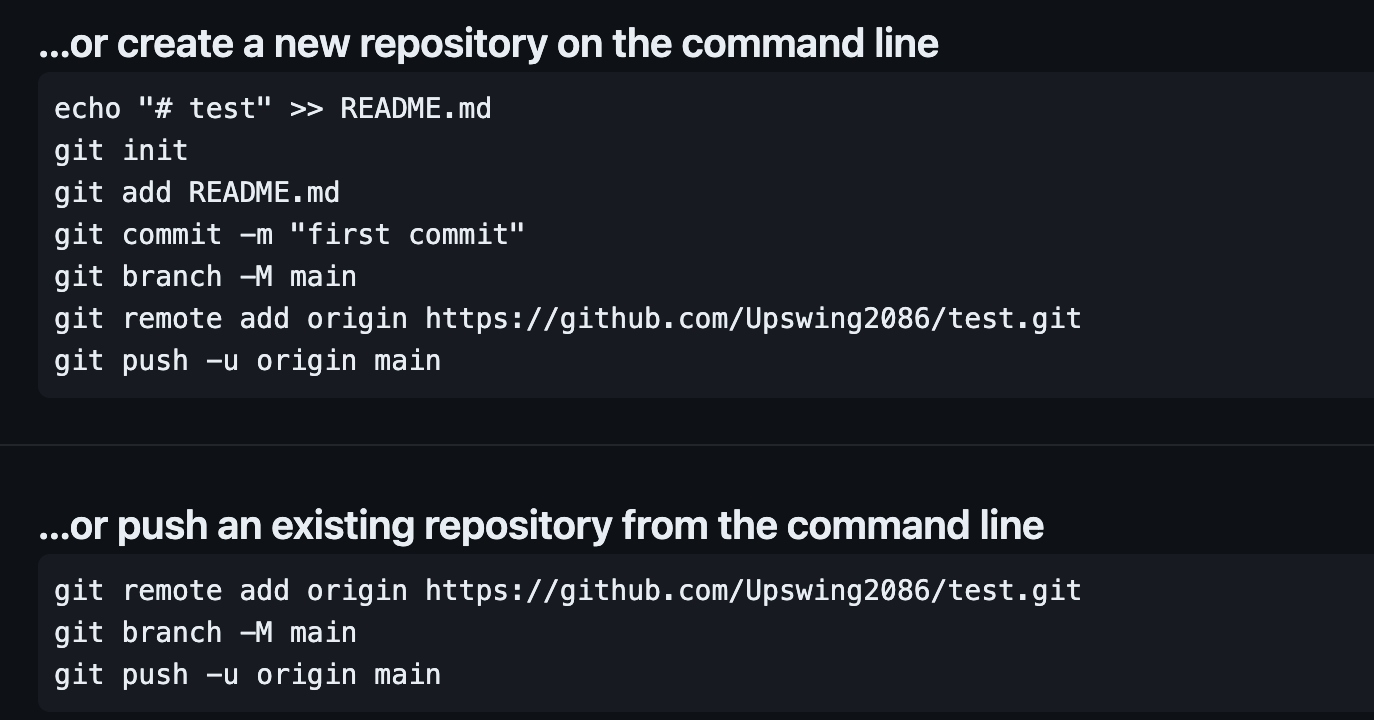 ...or create a new repository on the command line
echo "# test" >> README.md
git init
git add README.md
git commit -m "first commit"
git branch -M main
git remote add origin https://github.com/Upswing2086/test.git
git push -u origin main
...or push an existing repository from the command line
git remote add origin https://github.com/Upswing2086/test.git
git branch -M main
git push -u origin main